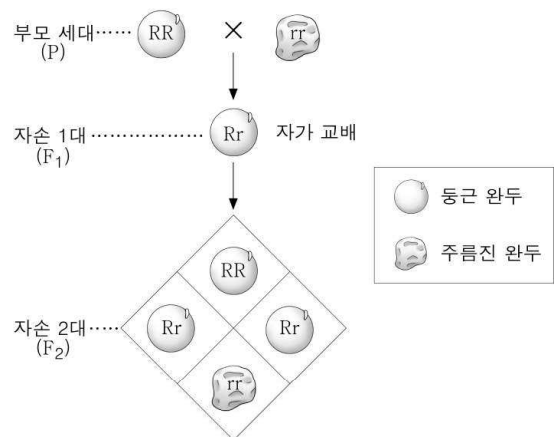 부모 세대…… RR × rr
(P)
자손 1대 ……………… Rr 자가 교배
(F₁)
둥근 완두
주름진 완두
RR
자손 2대…… Rr Rr
(F₂)
rr